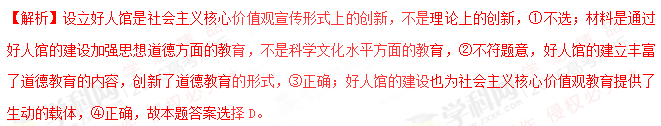 【解析】设立好人馆是社会主义核心价值观宣传形式上的创新，不是理论上的创新，①不选；材料是通过
好人馆的建设加强思想道德方面的教育，不是科学文化水平方面的教育，②不符题意，好人馆的建立丰富
了道德教育的内容，创新了道德教育的形式，③正确；好人馆的建设也为社会主义核心价值观教育提供了
生动的载体，④正确，故本题答案选择 D。